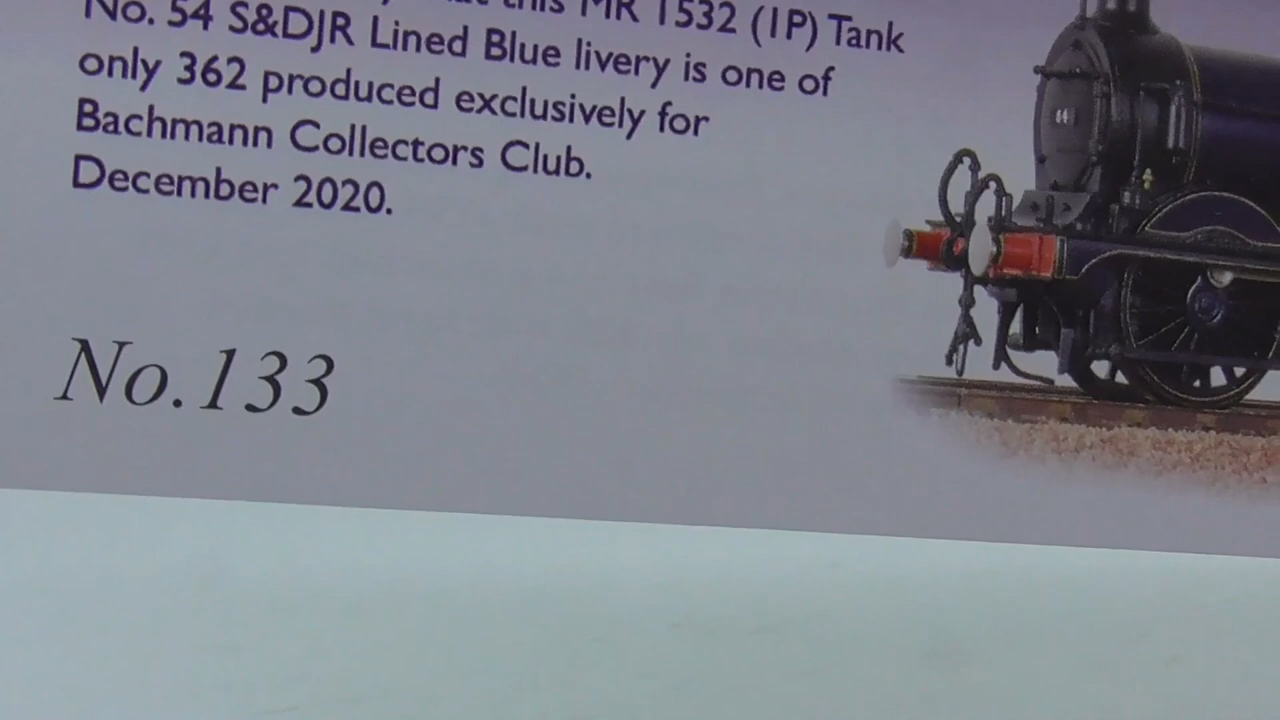 this MR 1532 (1P) Tank
No. 54 S&DJR Lined Blue livery is one of
only 362 produced exclusively for
Bachmann Collectors Club.
December 2020.
No.133